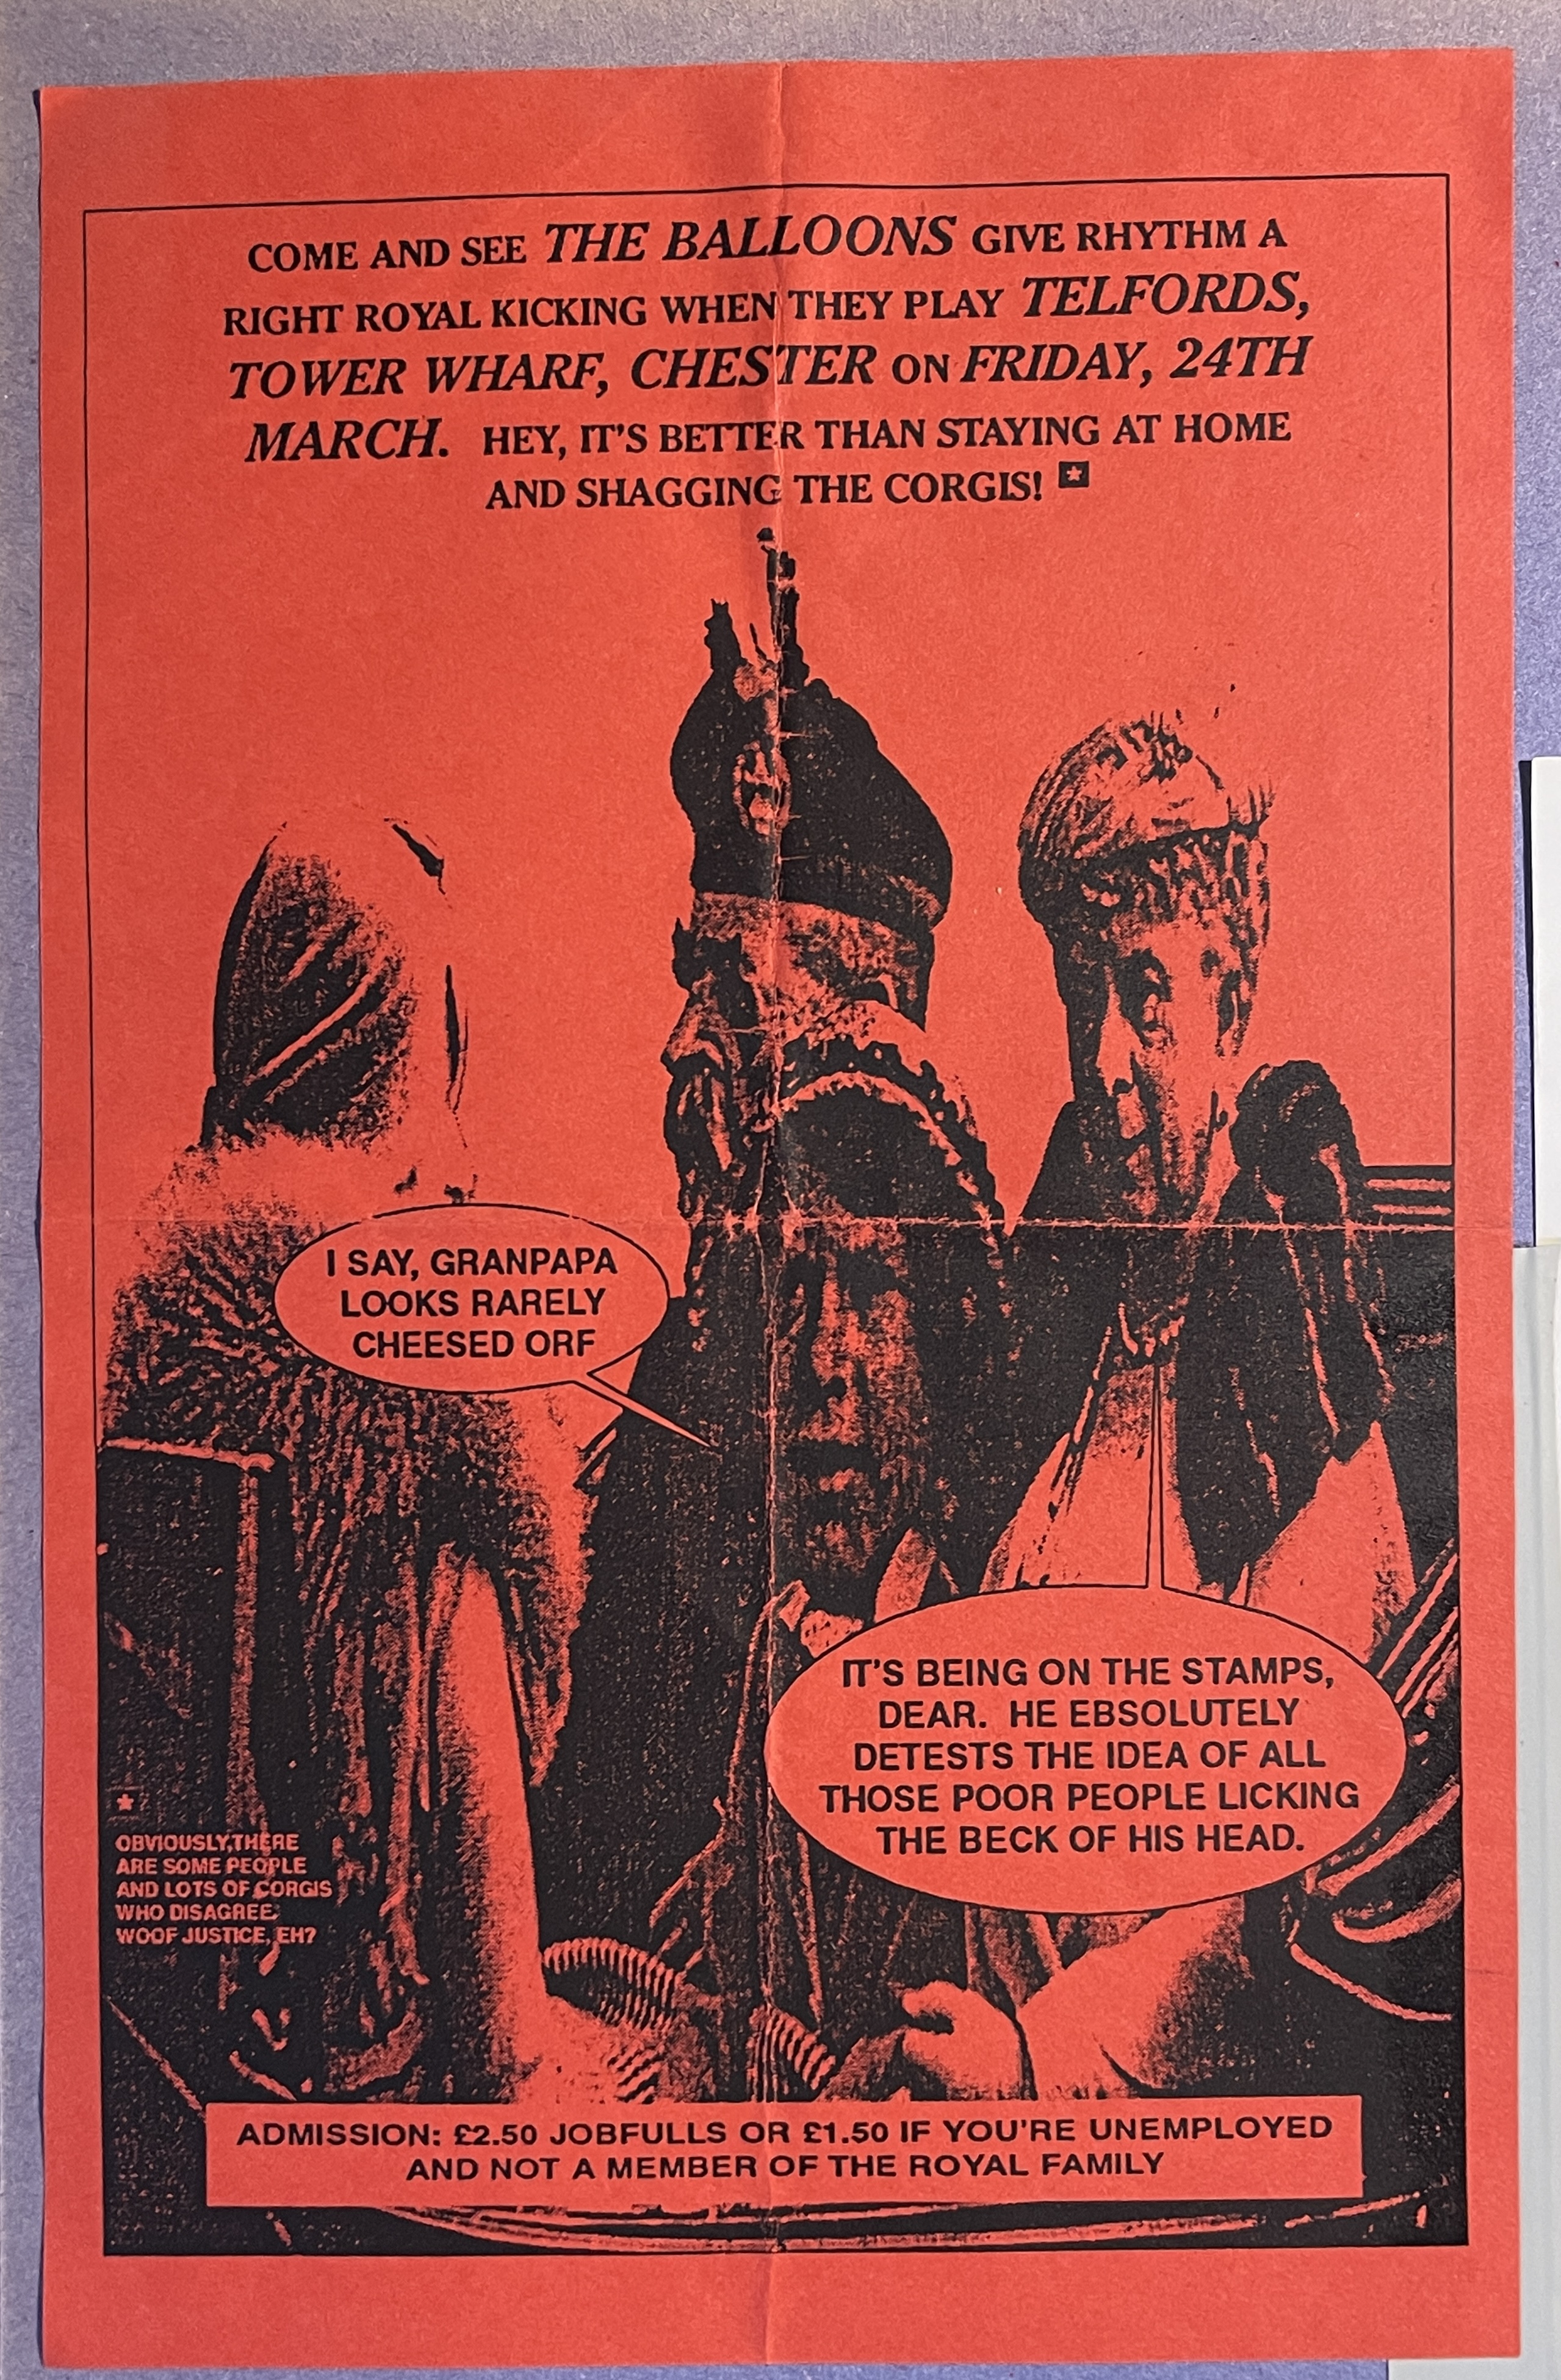 COME AND SEE THE BALLOONS GIVE RHYTHM A
RIGHT ROYAL KICKING WHEN THEY PLAY TELFORDS,
TOWER WHARF, CHESTER ON FRIDAY, 24TH
MARCH. HEY, IT'S BETTER THAN STAYING AT HOME
AND SHAGGING THE CORGIS! *
I SAY, GRANPAPA
LOOKS RARELY
CHEESED ORF
IT'S BEING ON THE STAMPS,
DEAR. HE EBSOLUTELY
DETESTS THE IDEA OF ALL
THOSE POOR PEOPLE LICKING
THE BECK OF HIS HEAD.
*
OBVIOUSLY,THERE
ARE SOME PEOPLE
AND LOTS OF CORGIS
WHO DISAGREE.
WOOF JUSTICE, EH?
ADMISSION: £2.50 JOBFULLS OR £1.50 IF YOU'RE UNEMPLOYED
AND NOT A MEMBER OF THE ROYAL FAMILY